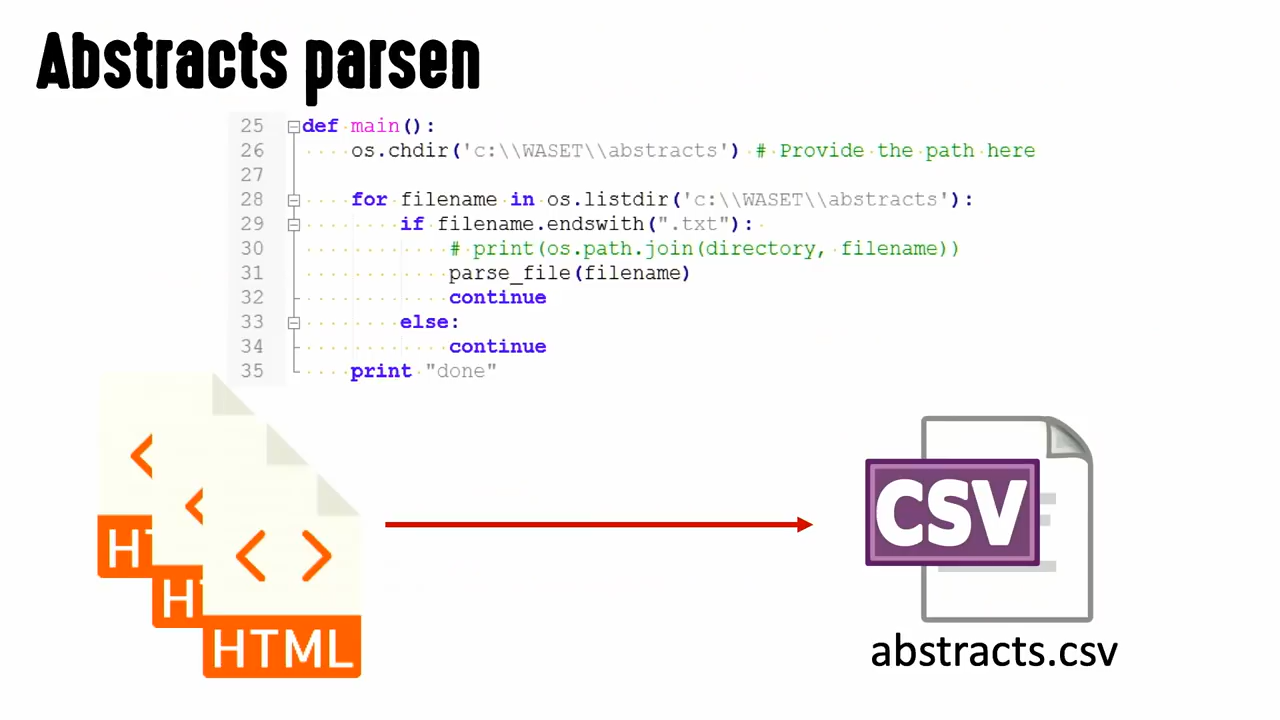 Abstracts parsen
25 def main():
26 os.chdir('c:\\WASET\\abstracts') # Provide the path here
27
28 for filename in os.listdir('c:\\WASET\\abstracts'):
29 if filename.endswith(".txt"):
30 # print(os.path.join(directory, filename))
31 parse_file(filename)
32 continue
33 else:
34 continue
35 print "done"
HT
H
HTML
CSV
abstracts.csv